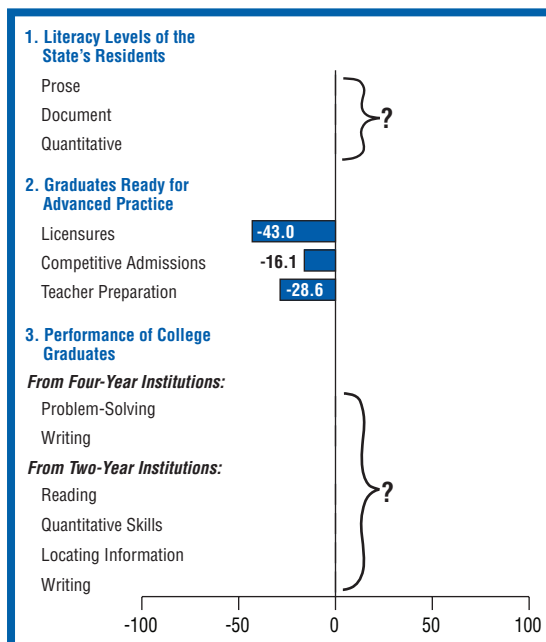 1. Literacy Levels of the
State's Residents
Prose
Document
Quantitative
?
2. Graduates Ready for
Advanced Practice
Licensures
-43.0
Competitive Admissions
-16.1
Teacher Preparation
-28.6
3. Performance of College
Graduates
From Four-Year Institutions:
Problem-Solving
Writing
From Two-Year Institutions:
Reading
?
Quantitative Skills
Locating Information
Writing
-100 -50 0 50 100